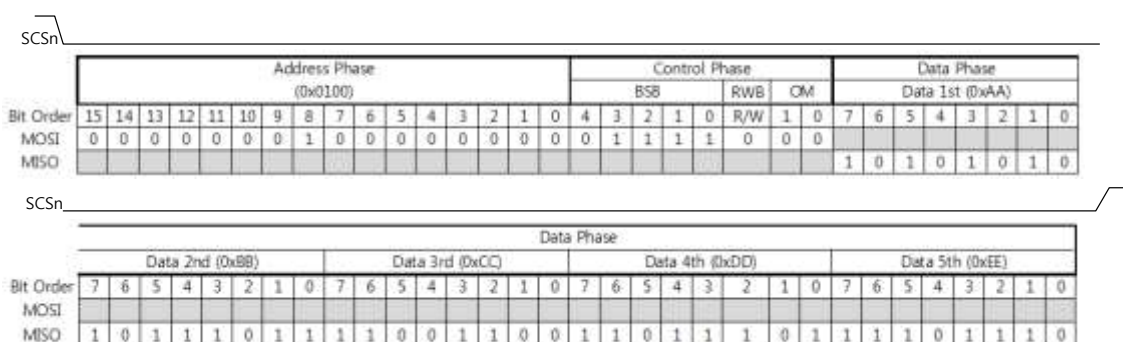 SCSn
Address Phase Control Phase Data Phase
(0x0100) BSB RWB OM Data 1st (0xAA)
Bit Order 15 14 13 12 11 10 9 8 7 6 5 4 3 2 1 0 4 3 2 1 0 R/W 1 0 7 6 5 4 3 2 1 0
MOSI 0 0 0 0 0 0 0 1 0 0 0 0 0 0 0 0 0 1 1 1 1 0 0 0
MISO 1 0 1 0 1 0 1 0
SCSn
Data Phase
Data 2nd (0xBB) Data 3rd (0xCC) Data 4th (0xDD) Data 5th (0xEE)
Bit Order 7 6 5 4 3 2 1 0 7 6 5 4 3 2 1 0 7 6 5 4 3 2 1 0 7 6 5 4 3 2 1 0
MOSI
MISO 1 0 1 1 1 0 1 1 1 1 0 0 1 1 0 0 1 1 0 1 1 1 0 1 1 1 1 0 1 1 1 0